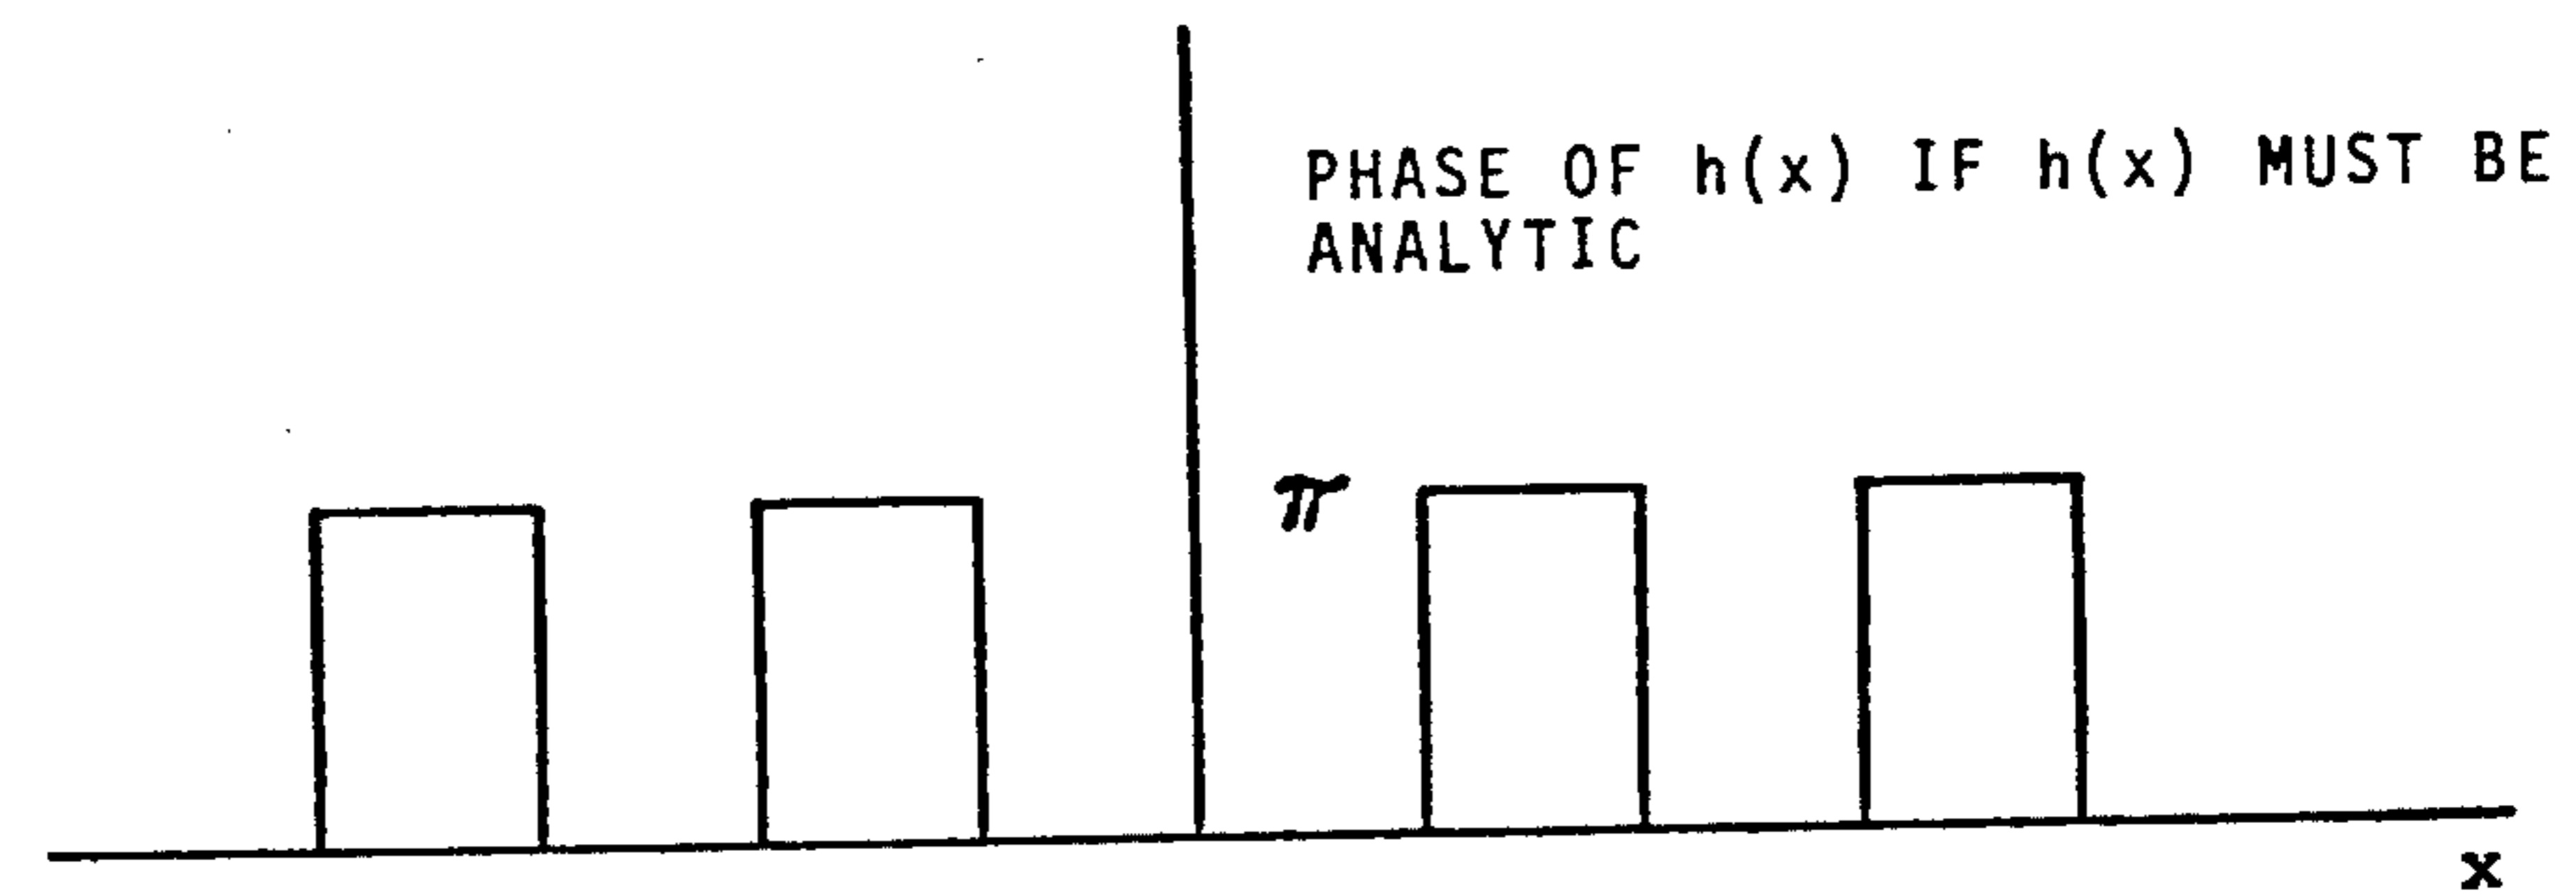 PHASE OF h(x) IF h(x) MUST BE
ANALYTIC
π
x